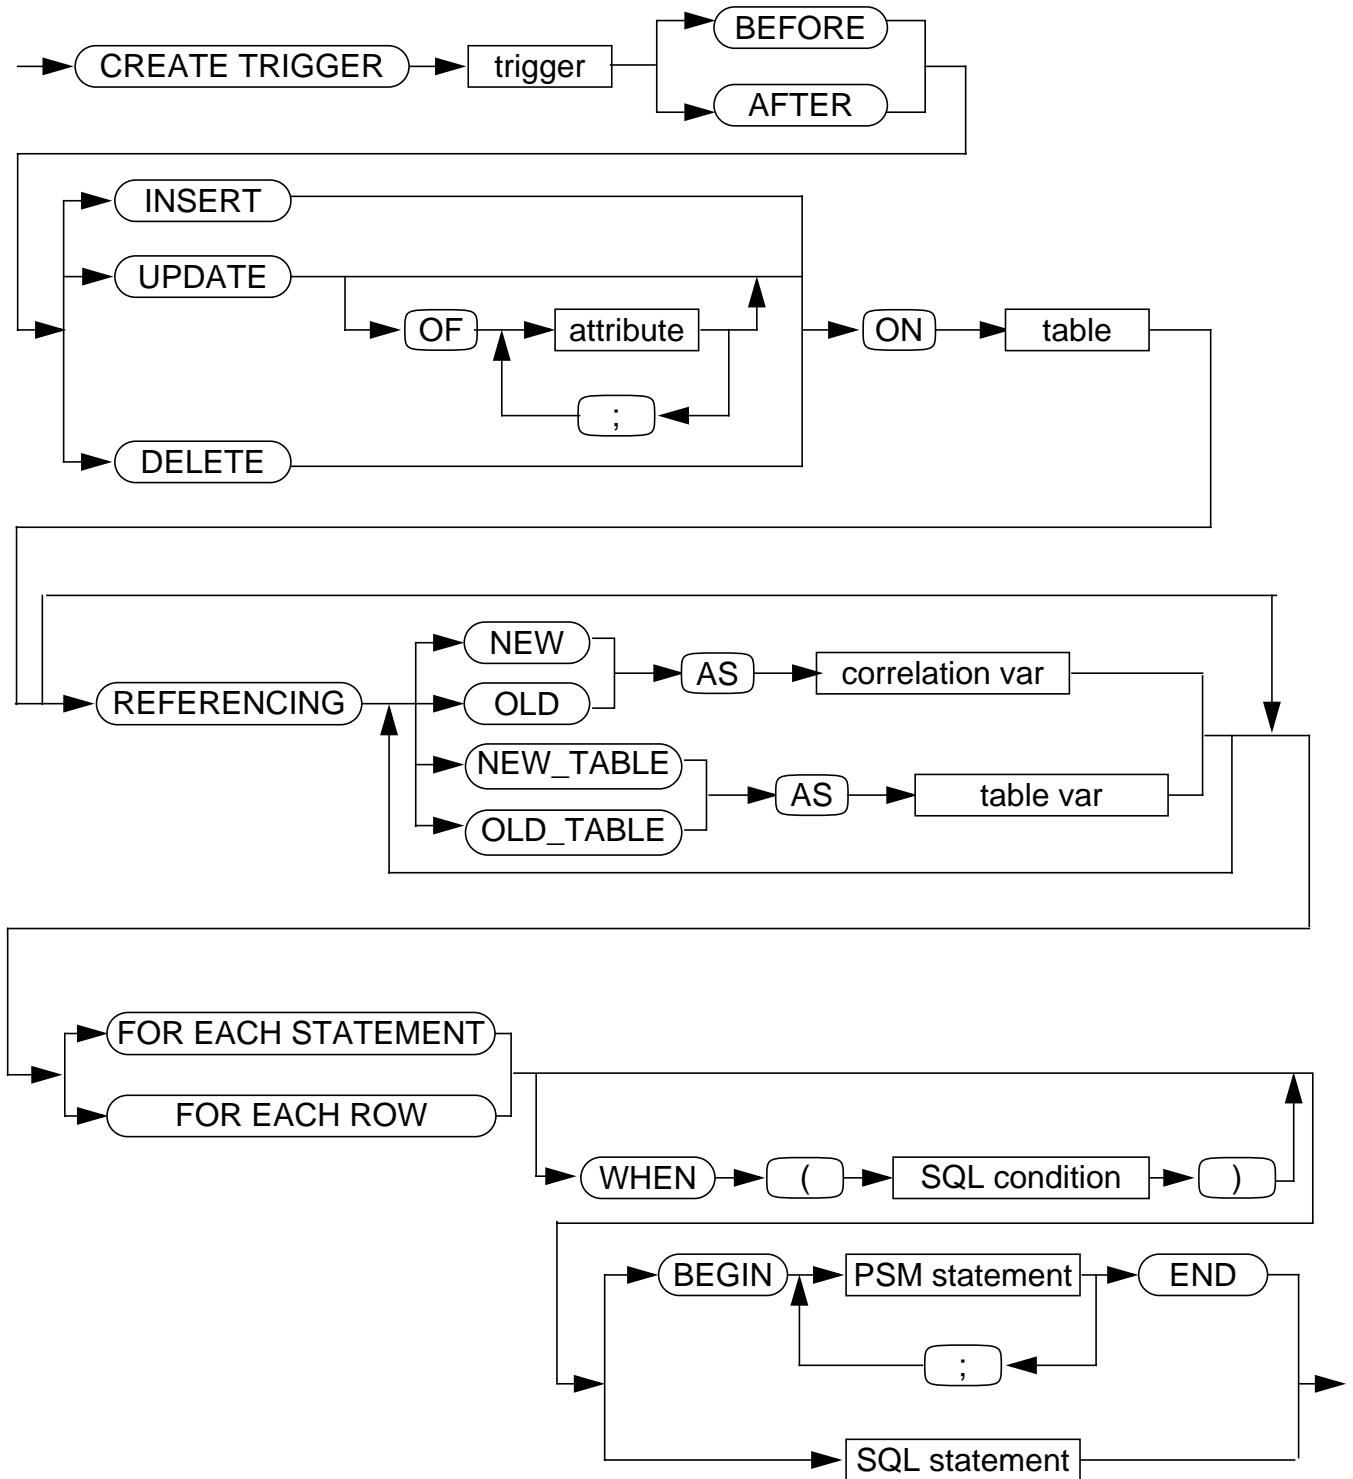 CREATE TRIGGER trigger BEFORE
AFTER
INSERT
UPDATE
OF attribute ON table
;
DELETE
NEW
AS correlation var
REFERENCING OLD
NEW_TABLE
AS table var
OLD_TABLE
FOR EACH STATEMENT
FOR EACH ROW
WHEN ( SQL condition )
BEGIN PSM statement END
;
SQL statement